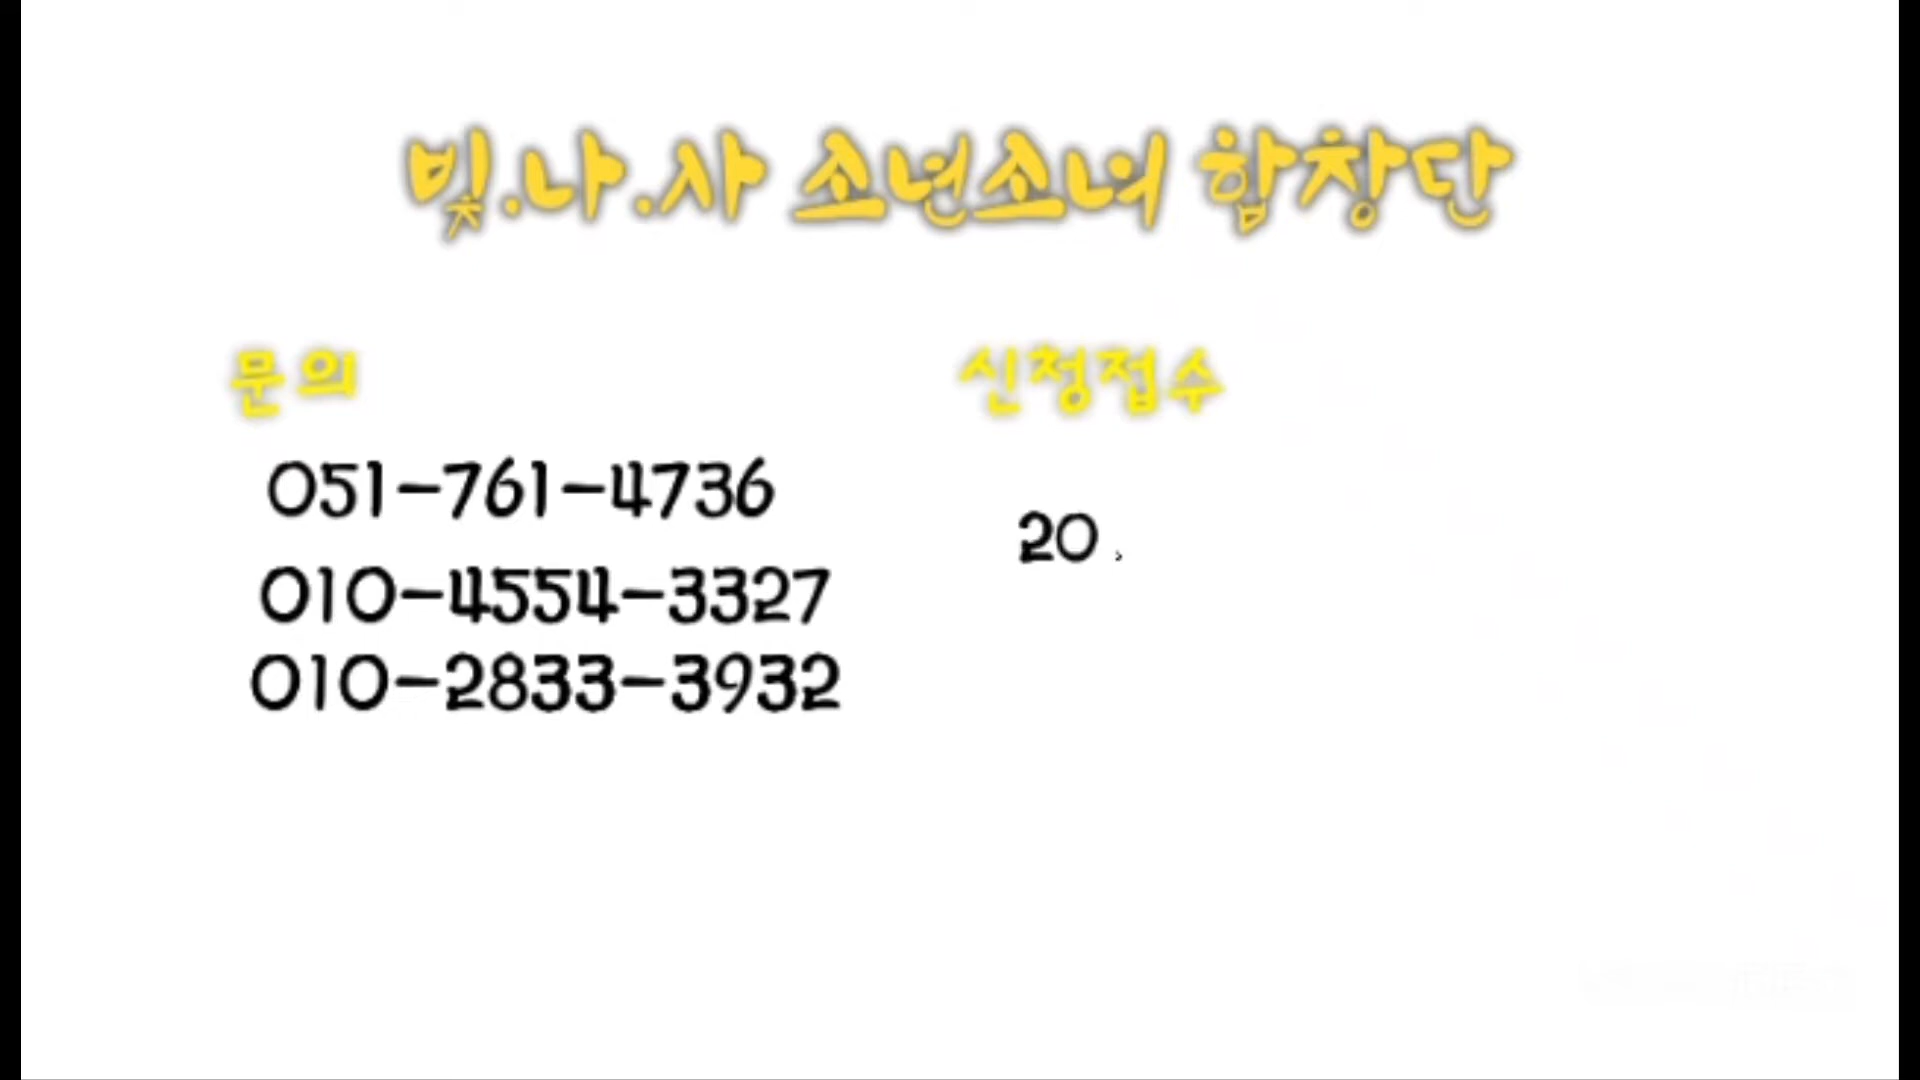 빛.나.사 소년소녀 합창단
문의
051-761-4736
010-4554-3327
010-2833-3932
신청접수
20